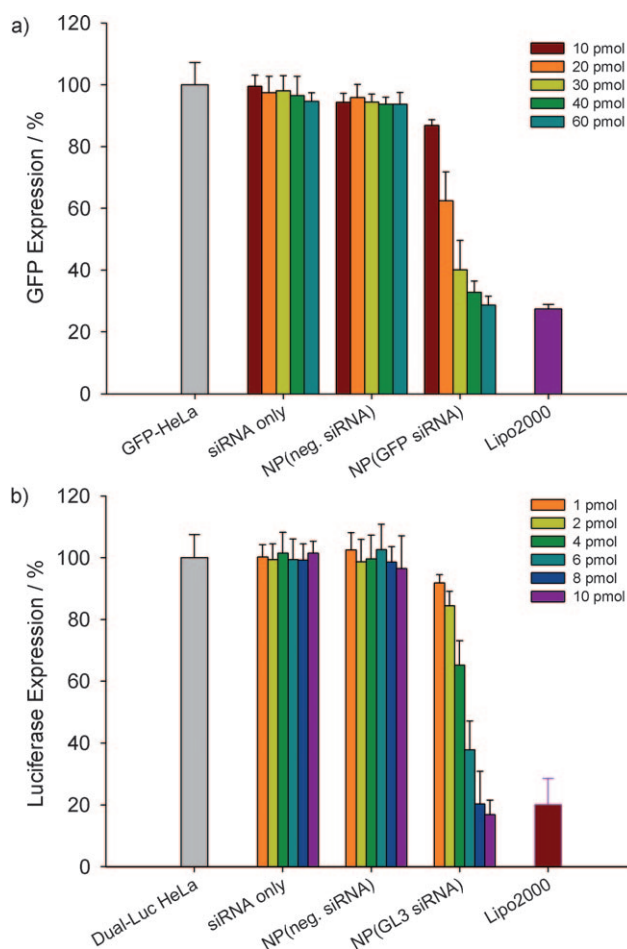 a)
120
100
80
60
40
20
0
GFP Expression / %
10 pmol
20 pmol
30 pmol
40 pmol
60 pmol
GFP-HeLa
siRNA only
NP(neg. siRNA)
NP(GFP siRNA)
Lipo2000
b)
120
100
80
60
40
20
0
Luciferase Expression / %
1 pmol
2 pmol
4 pmol
6 pmol
8 pmol
10 pmol
Dual-Luc HeLa
siRNA only
NP(neg. siRNA)
NP(GL3 siRNA)
Lipo2000